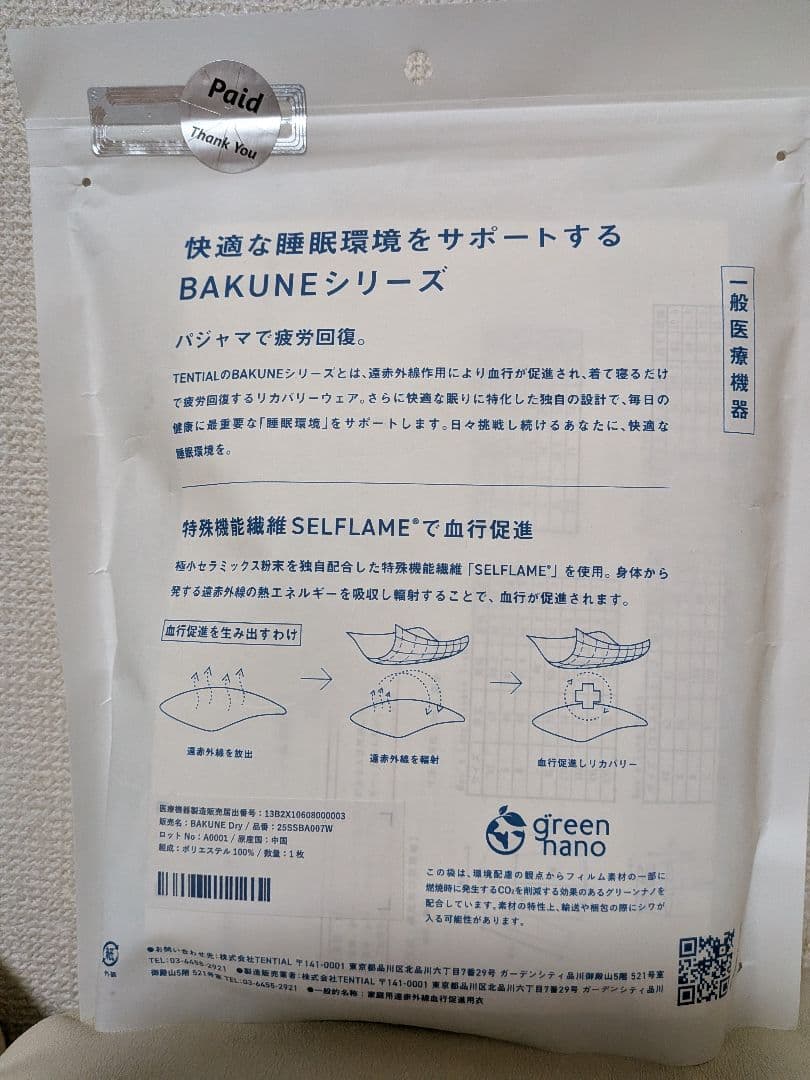 Paid
Thank You
快適な睡眠環境をサポートする
BAKUNEシリーズ
一般医療機器
パジャマで疲労回復。
TENTIALのBAKUNEシリーズとは、遠赤外線作用により血行が促進され、着て寝るだけ
で疲労回復するリカバリーウェア。さらに快適な眠りに特化した独自の設計で、毎日の
健康に最重要な「睡眠環境」をサポートします。日々挑戦し続けるあなたに、快適な
睡眠環境を。
特殊機能繊維SELFLAME®で血行促進
極小セラミックス粉末を独自配合した特殊機能繊維「SELFLAME®」を使用。身体から
発する遠赤外線の熱エネルギーを吸収し輻射することで、血行が促進されます。
血行促進を生み出すわけ
遠赤外線を放出
遠赤外線を輻射
血行促進しリカバリー
医療機器製造販売届出番号:13B2X10608000003
販売名:BAKUNE Dry / 品番:25SSBA007W
ロットNo:A0001 / 原産国:中国
組成:ポリエステル100% / 数量:1枚
green
nano
この袋は、環境配慮の観点からフィルム素材の一部に
燃焼時に発生するCO₂を削減する効果のあるグリーンナノを
配合しています。素材の特性上、輸送や梱包の際にシワが
入る可能性があります。
紙
外装
●お問い合わせ先:株式会社TENTIAL 〒141-0001 東京都品川区北品川六丁目7番29号 ガーデンシティ品川御殿山5階 521号室
TEL:03-6455-2921 ●製造販売業者:株式会社TENTIAL 〒141-0001 東京都品川区北品川六丁目7番29号 ガーデンシティ品川
御殿山5階 521号室 TEL:03-6455-2921 ●一般的名称:家庭用遠赤外線血行促進用衣